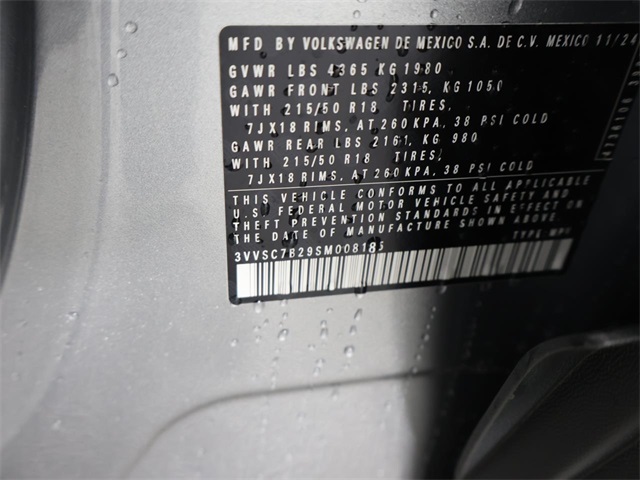 MFD BY VOLKSWAGEN DE MEXICO S.A. DE C.V. MEXICO 11/24
GVWR LBS 4365 KG 1980
GAWR FRONT LBS 2315, KG 1050
WITH 215/50 R18 TIRES,
7JX18 RIMS, AT 260 KPA, 38 PSI COLD
GAWR REAR LBS 2161, KG 980
WITH 215/50 R18 TIRES,
7JX18 RIMS, AT 260 KPA, 38 PSI COLD
THIS VEHICLE CONFORMS TO ALL APPLICABLE
U.S. FEDERAL MOTOR VEHICLE SAFETY AND
THEFT PREVENTION STANDARDS IN EFFECT ON
THE DATE OF MANUFACTURE SHOWN ABOVE.
3VVSC7B29SM008185 TYPE MPV